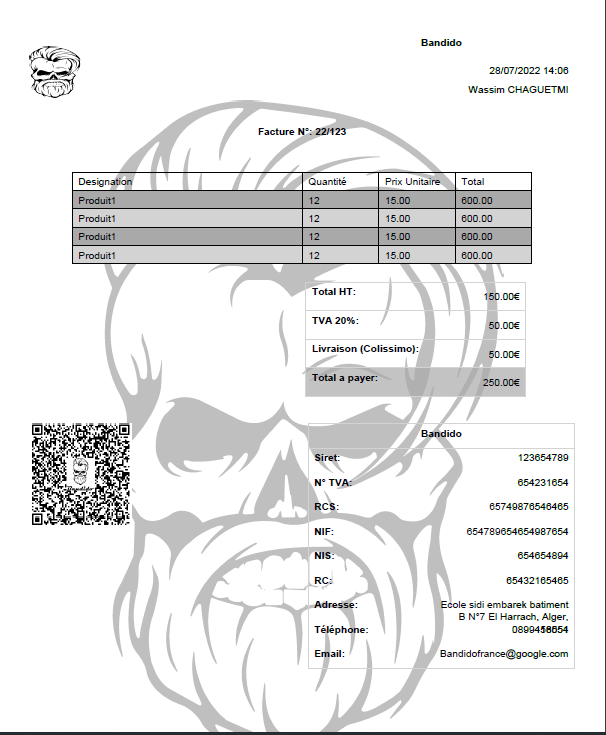 Bandido
28/07/2022 14:06
Wassim CHAGUETMI
Facture N°: 22/123
Designation Quantité Prix Unitaire Total
Produit1 12 15.00 600.00
Produit1 12 15.00 600.00
Produit1 12 15.00 600.00
Produit1 12 15.00 600.00
Total HT: 150.00€
TVA 20%: 50.00€
Livraison (Colissimo): 50.00€
Total a payer: 250.00€
Bandido
Siret: 123654789
N° TVA: 654231654
RCS: 65749876546465
NIF: 654789654654987654
NIS: 654654894
RC: 65432165465
Adresse: Ecole sidi embarek batiment
B N°7 El Harrach, Alger,
Téléphone:
Email: Bandidofrance@google.com